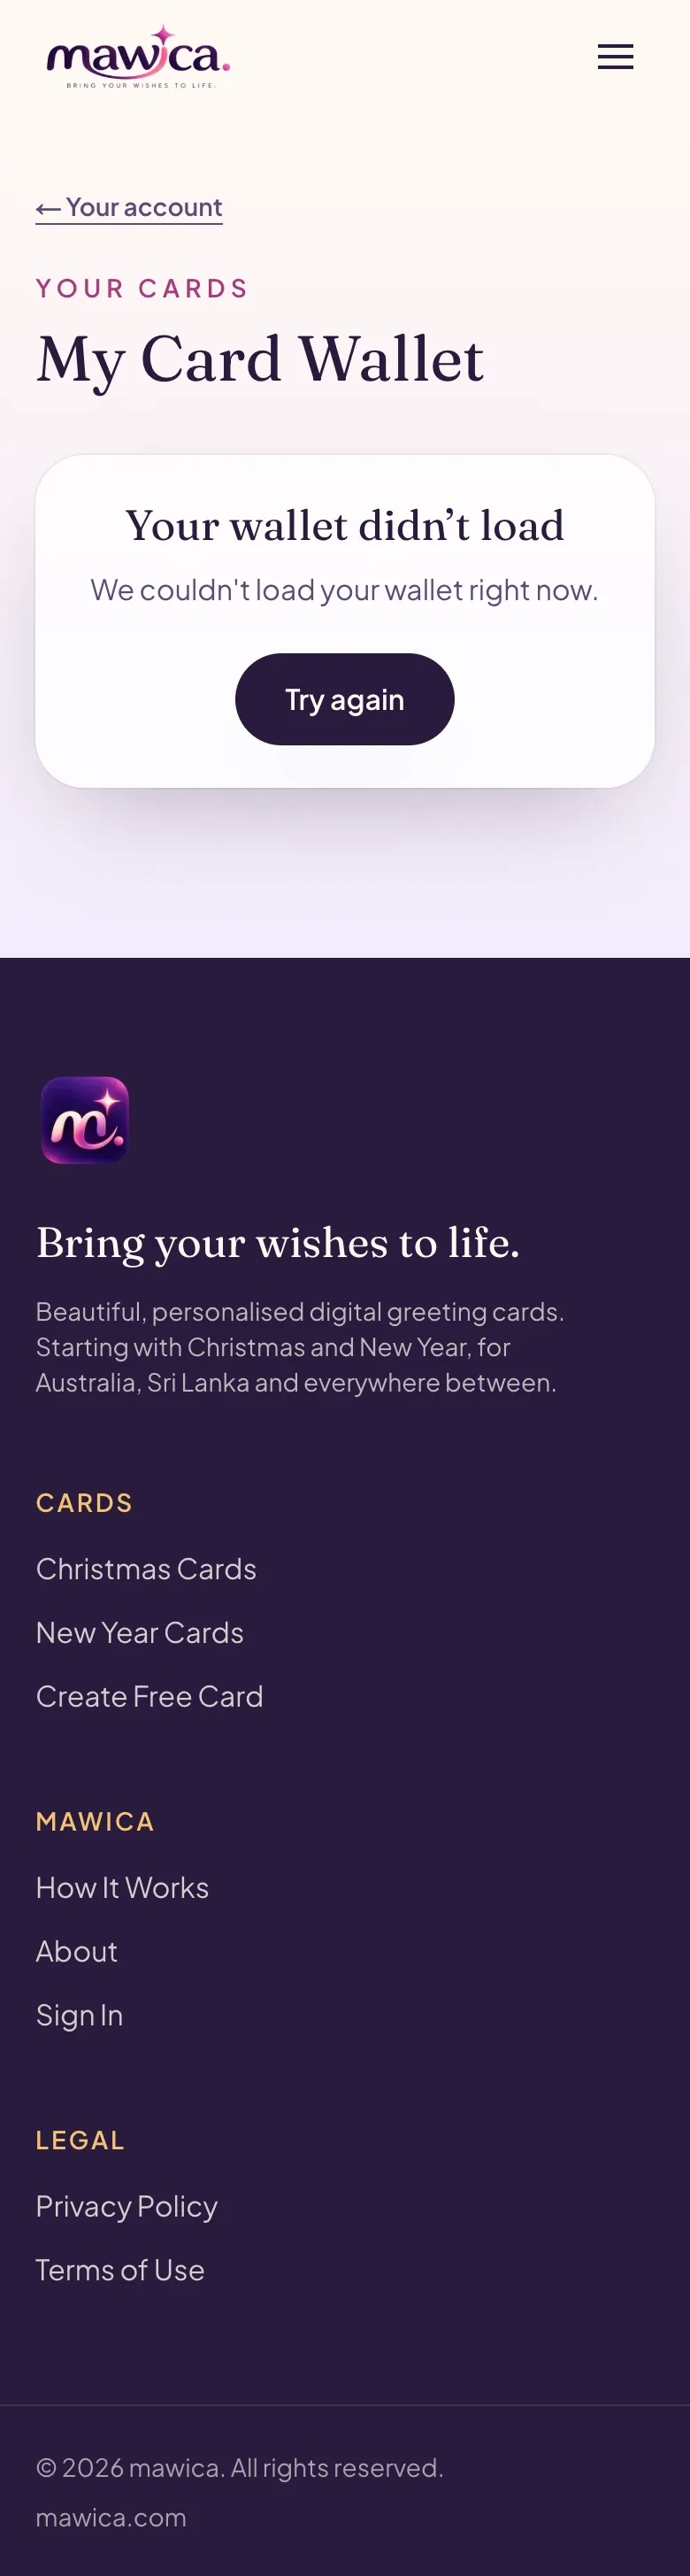 mawica.
BRING YOUR WISHES TO LIFE.
← Your account
YOUR CARDS
My Card Wallet
Your wallet didn’t load
We couldn't load your wallet right now.
Try again
m.
Bring your wishes to life.
Beautiful, personalised digital greeting cards.
Starting with Christmas and New Year, for
Australia, Sri Lanka and everywhere between.
CARDS
Christmas Cards
New Year Cards
Create Free Card
MAWICA
How It Works
About
Sign In
LEGAL
Privacy Policy
Terms of Use
© 2026 mawica. All rights reserved.
mawica.com